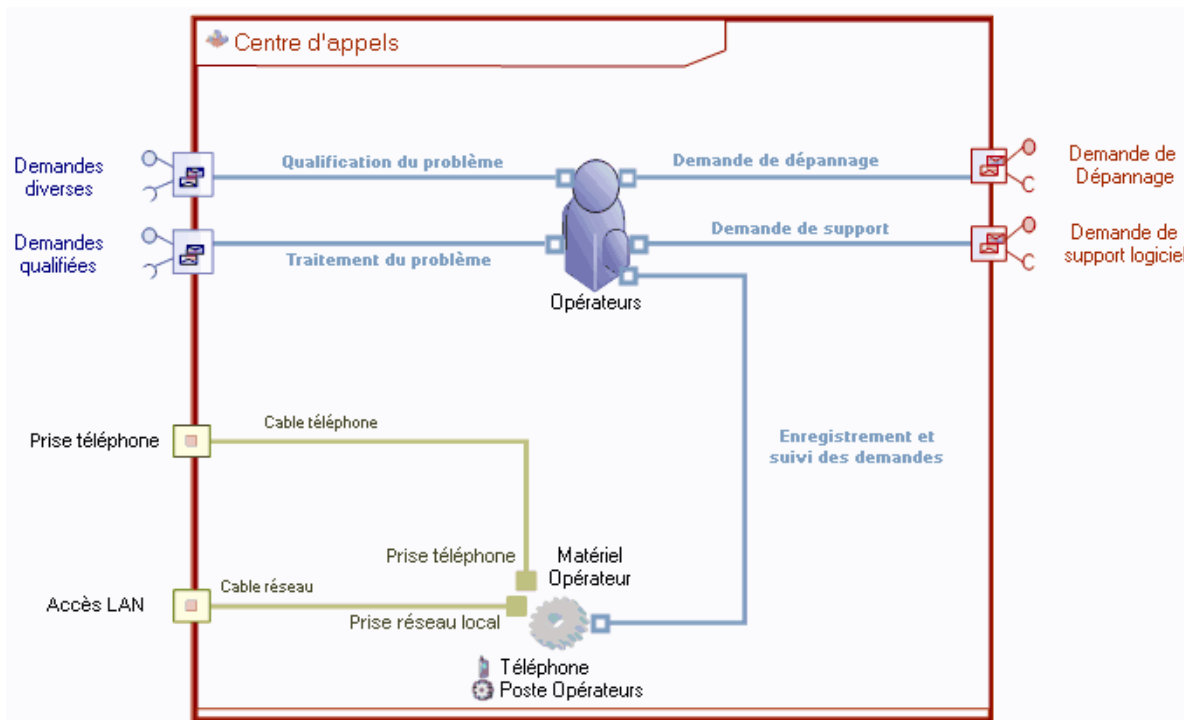 Centre d'appels
Demandes
diverses
Qualification du problème
Demande de dépannage
Demande de
Dépannage
Demandes
qualifiées
Traitement du problème
Demande de support
Demande de
support logiciel
Opérateurs
Prise téléphone
Cable téléphone
Enregistrement et
suivi des demandes
Prise téléphone
Matériel
Opérateur
Accès LAN
Cable réseau
Prise réseau local
Téléphone
Poste Opérateurs